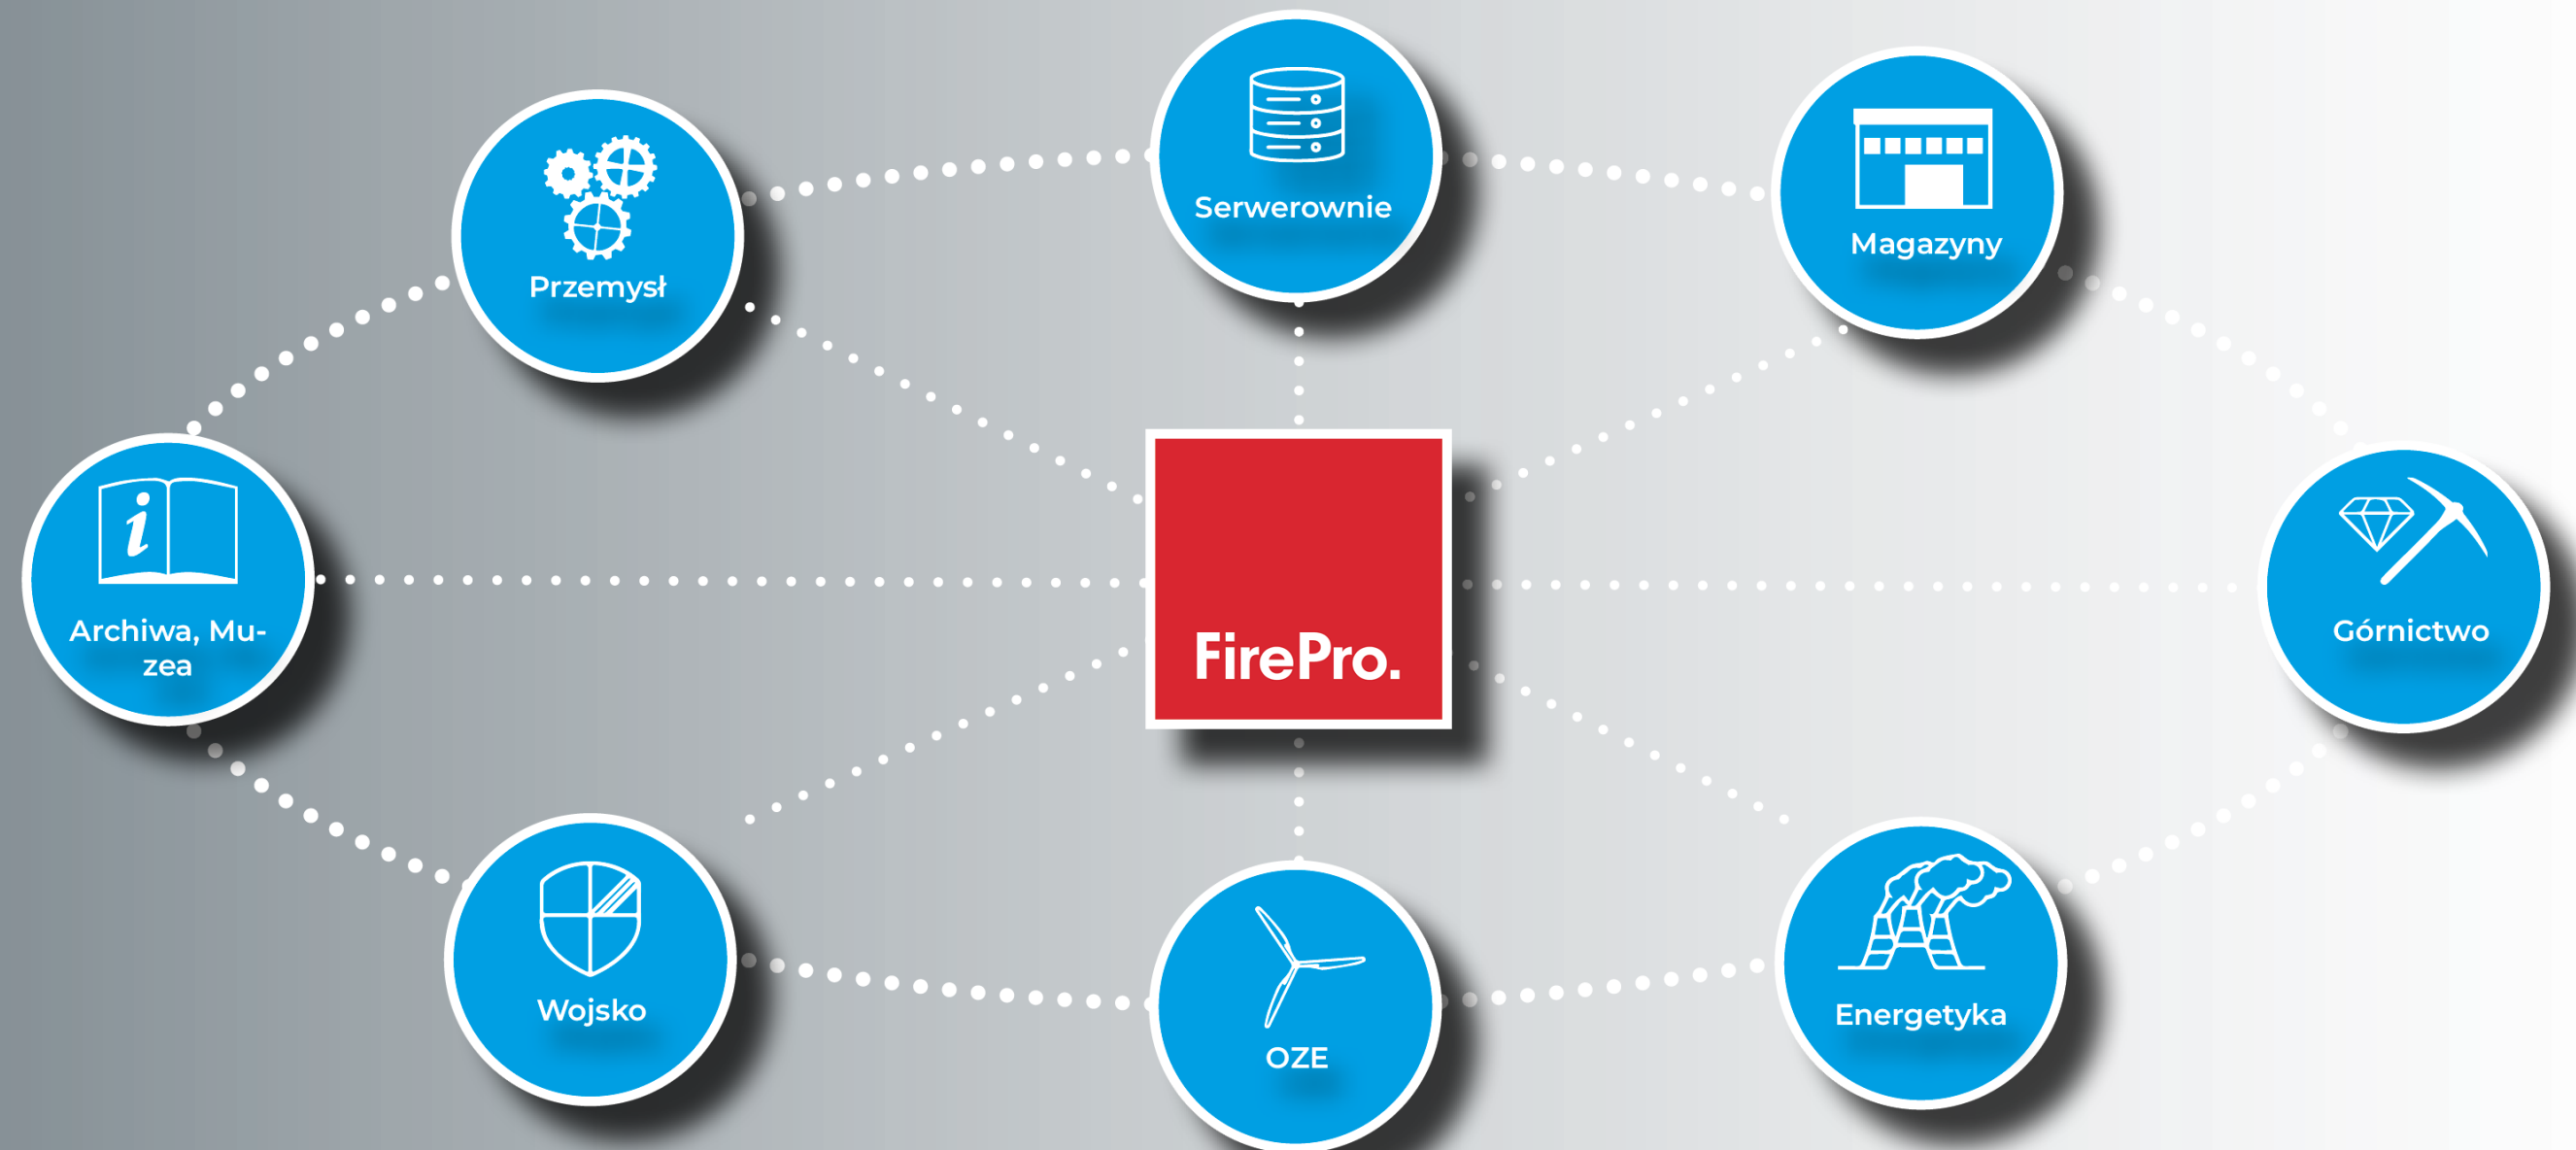 Serwerownie
Magazyny
Przemysł
i
Archiwa, Mu-
zea
FirePro.
Górnictwo
Wojsko
OZE
Energetyka